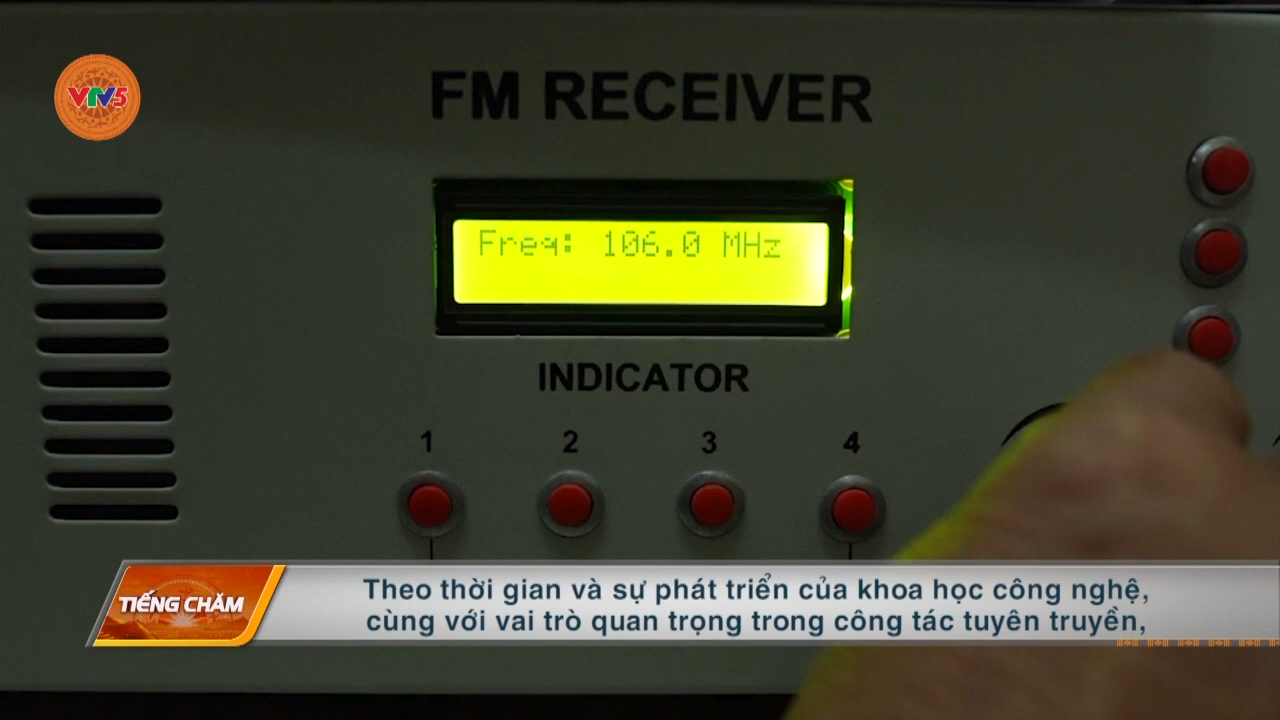 VTV5
FM RECEIVER
Freq: 106.0 MHz
INDICATOR
1 2 3 4
TIẾNG CHĂM
Theo thời gian và sự phát triển của khoa học công nghệ,
cùng với vai trò quan trọng trong công tác tuyên truyền,